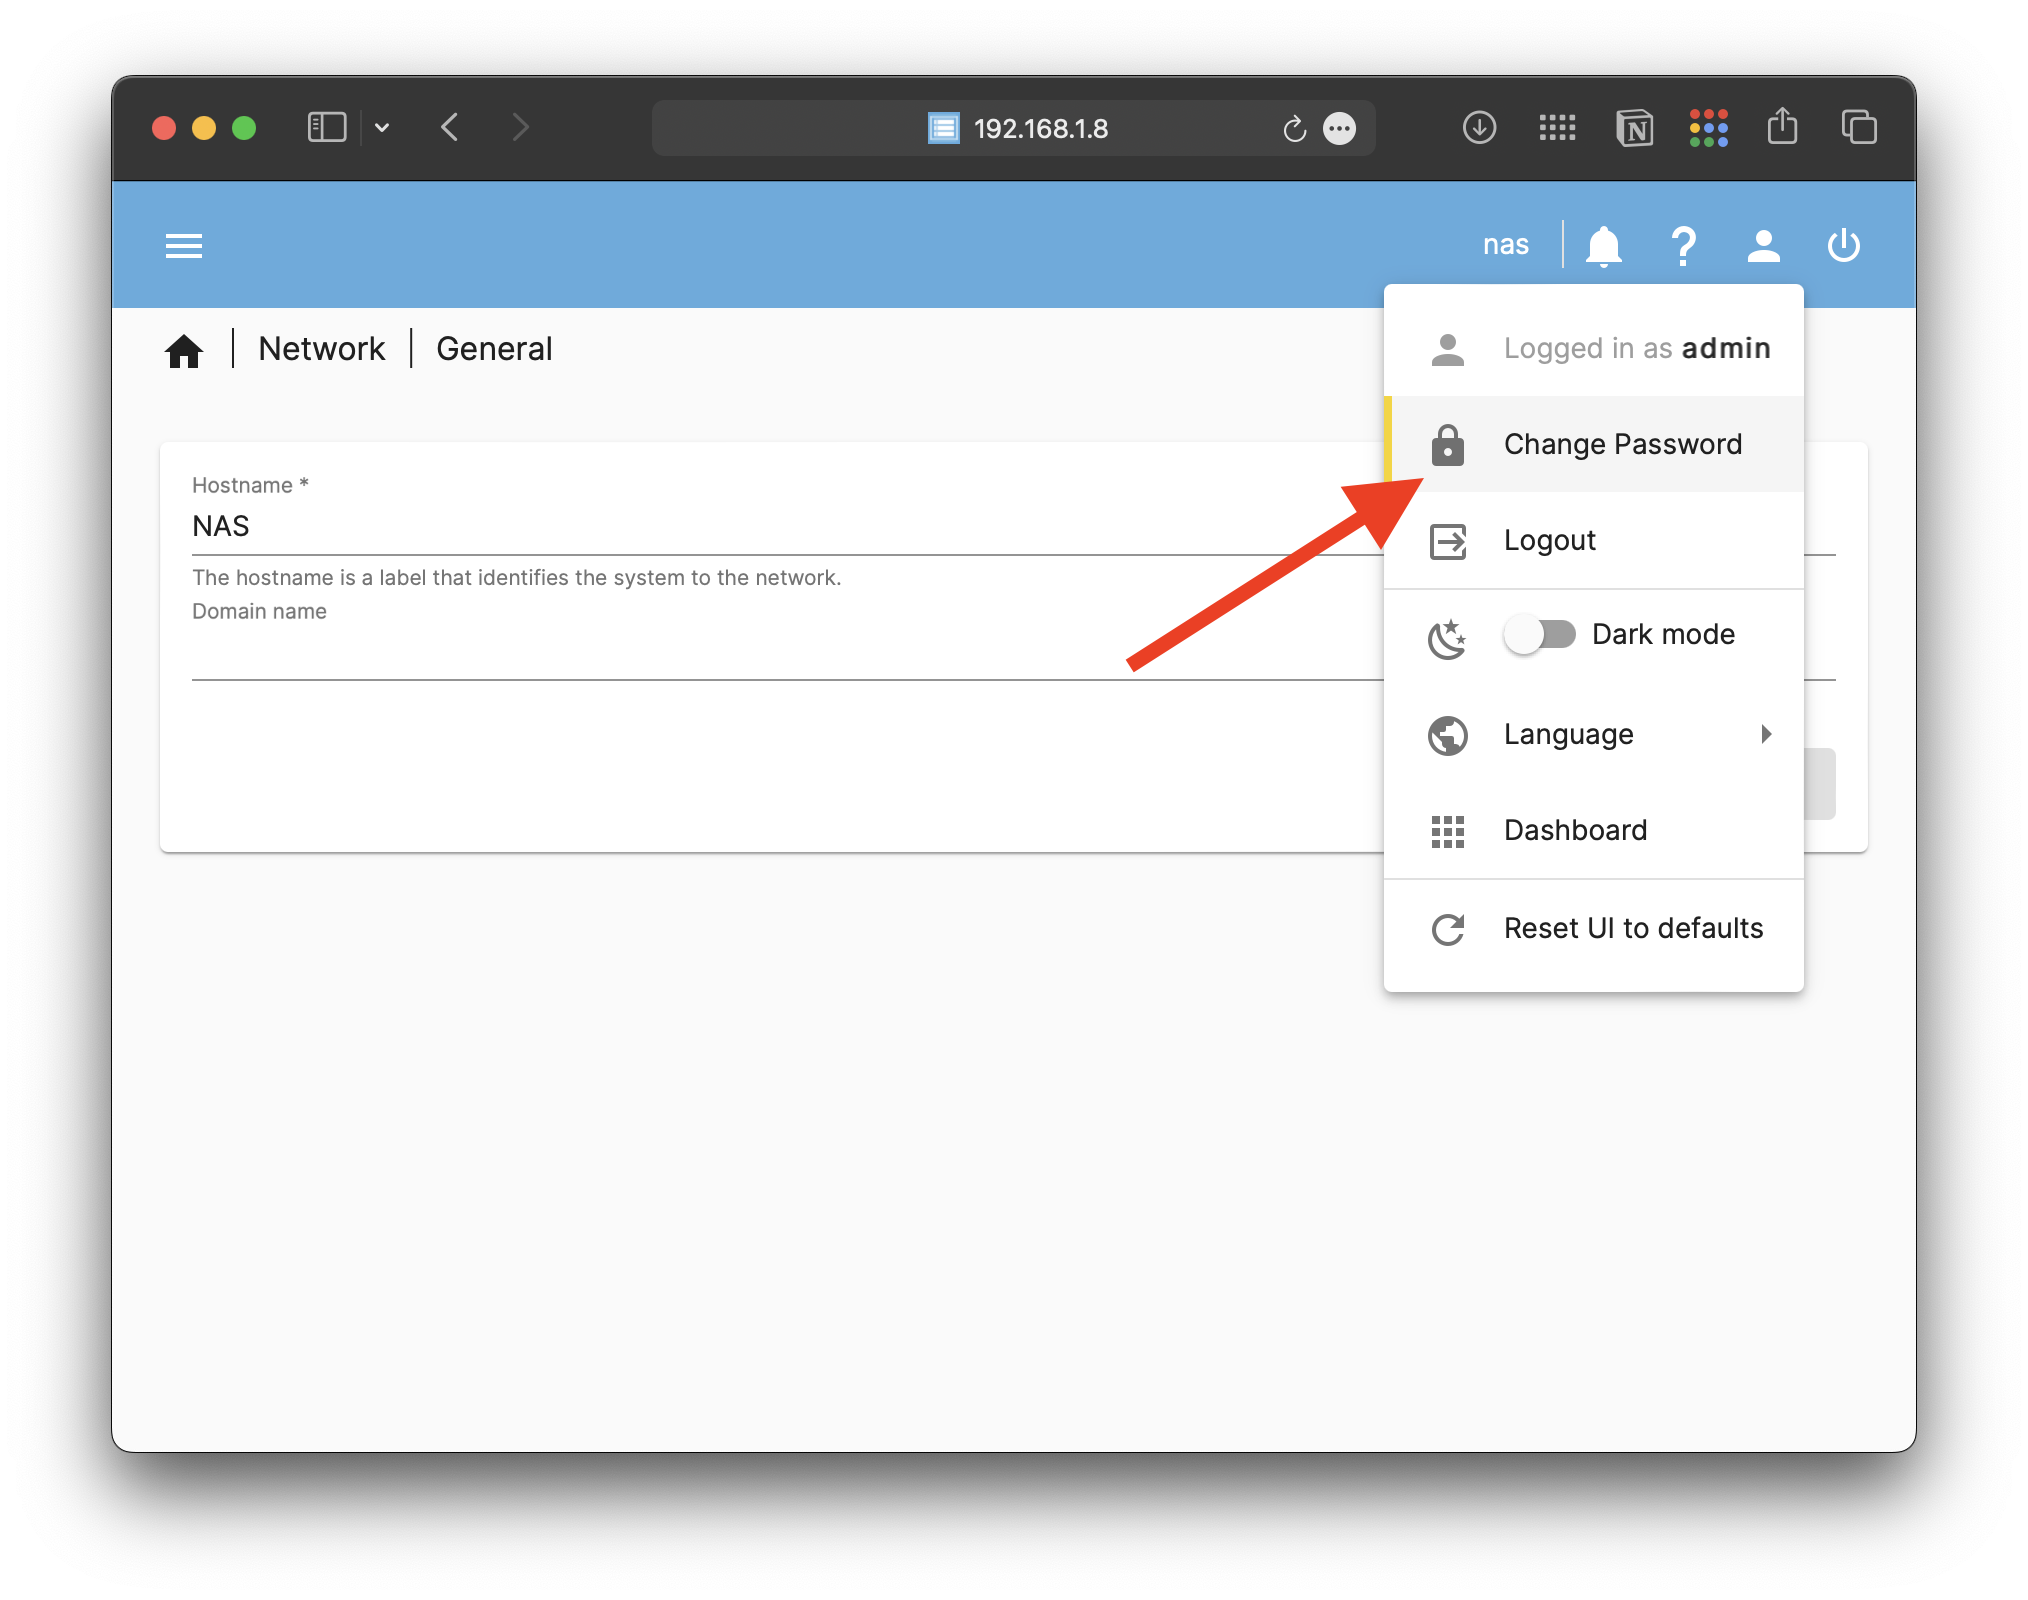 192.168.1.8
nas
Network | General
Logged in as admin
Change Password
Logout
Dark mode
Language
Dashboard
Reset UI to defaults
Hostname *
NAS
The hostname is a label that identifies the system to the network.
Domain name